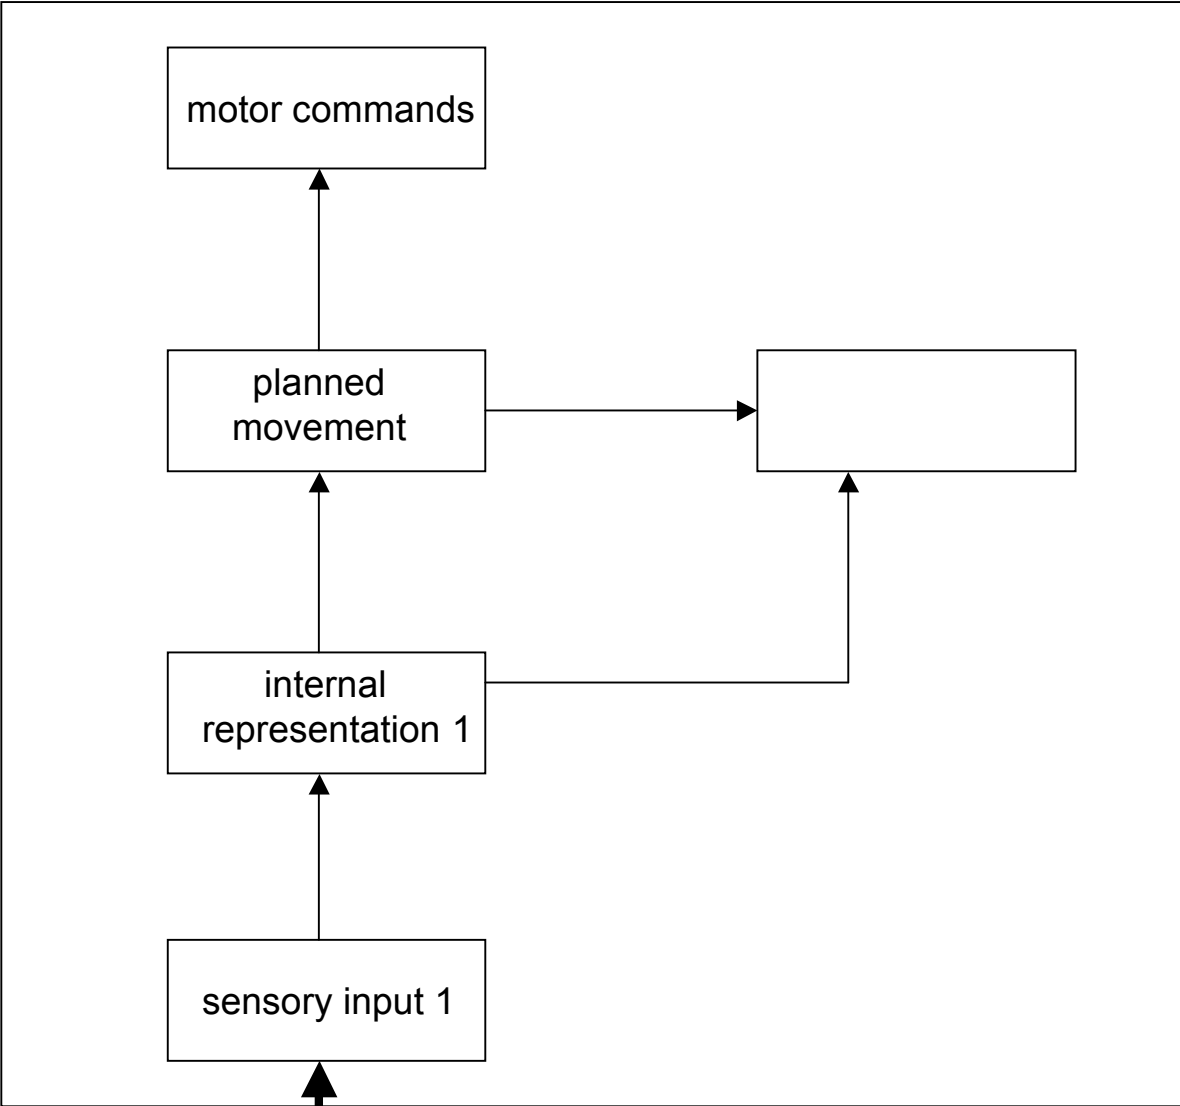 motor commands
planned
movement
internal
representation 1
sensory input 1